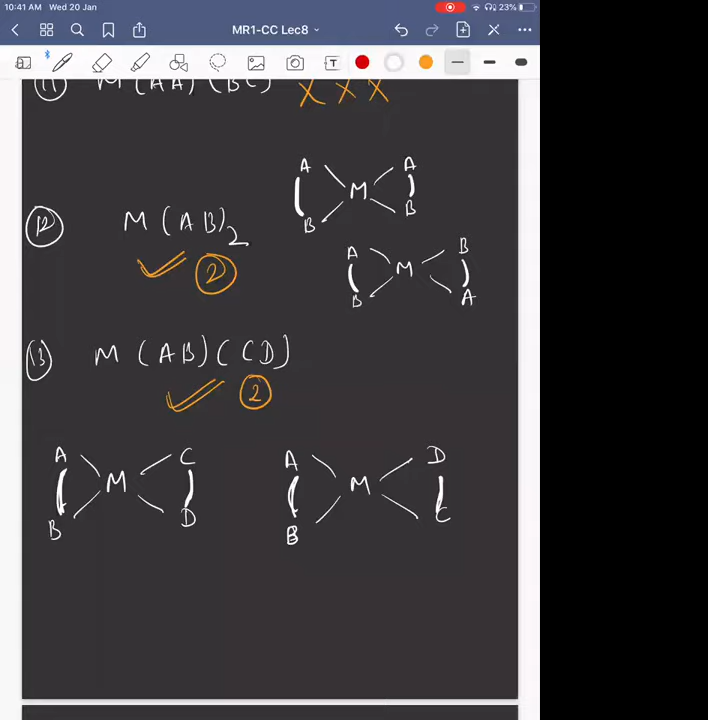 10:41 AM Wed 20 Jan 23%
MR1-CC Lec8
T
(11) M(AA)(BC) X X X
A A
M
B B
(12) M(AB)2
✓ (2)
A B
M
B A
(13) M(AB)(CD)
✓ (2)
A C A D
M M
B D B C